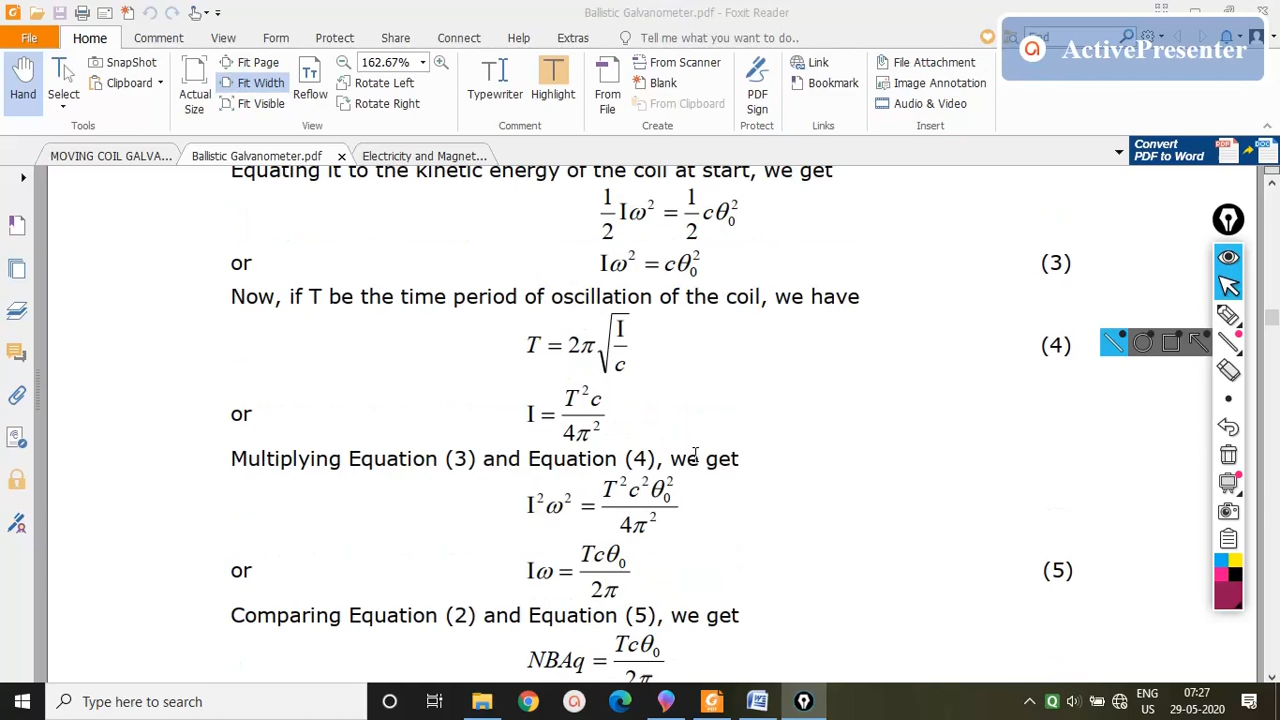 Ballistic Galvanometer.pdf - Foxit Reader
File Home Comment View Form Protect Share Connect Help Extras Tell me what you want to do.. Find
ActivePresenter
Hand
Select
SnapShot
Clipboard
Tools
Actual Size
Fit Page
Fit Width
Fit Visible
Reflow
162.67%
Rotate Left
Rotate Right
View
Typewriter
Highlight
Comment
From File
From Scanner
Blank
From Clipboard
Create
PDF Sign
Protect
Link
Bookmark
Links
File Attachment
Image Annotation
Audio & Video
Insert
MOVING COIL GALVA... Ballistic Galvanometer.pdf Electricity and Magnet...
Convert PDF to Word
Equating it to the kinetic energy of the coil at start, we get
1/2 Iω² = 1/2 cθ₀²
or Iω² = cθ₀² (3)
Now, if T be the time period of oscillation of the coil, we have
T = 2π√(I/c) (4)
or I = T²c/4π²
Multiplying Equation (3) and Equation (4), we get
I²ω² = T²c²θ₀²/4π²
or Iω = Tcθ₀/2π (5)
Comparing Equation (2) and Equation (5), we get
NBAq = Tcθ₀/2π
Type here to search
ENG
07:27
29-05-2020